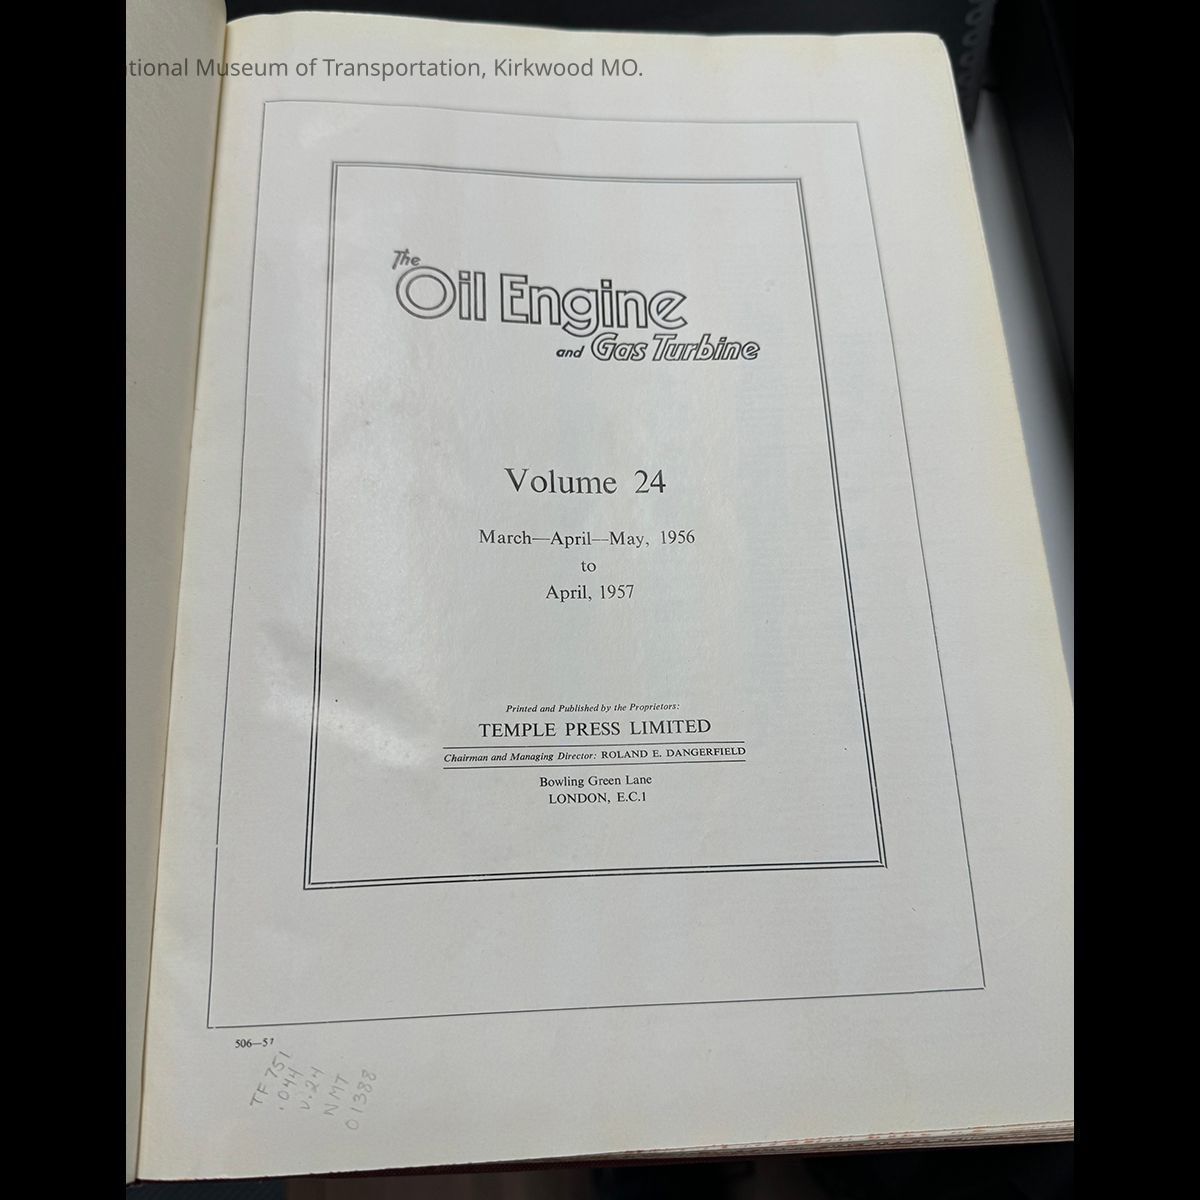 tional Museum of Transportation, Kirkwood MO.
The
Oil Engine
and Gas Turbine
Volume 24
March—April—May, 1956
to
April, 1957
Printed and Published by the Proprietors:
TEMPLE PRESS LIMITED
Chairman and Managing Director: ROLAND E. DANGERFIELD
Bowling Green Lane
LONDON, E.C.1
506—57
TF 751
.O44
v.24
NMT
01388